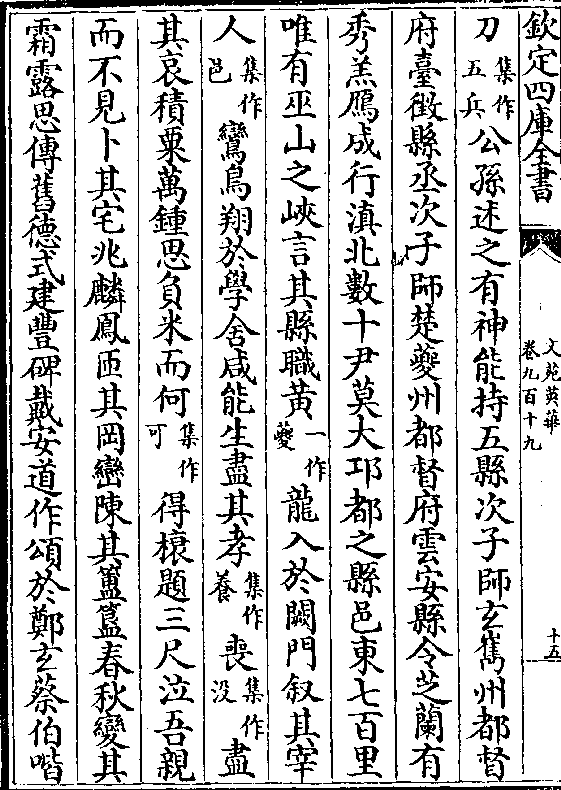 欽定四庫全書
文苑英華
卷九百十九
十五
刀集作五兵公孫述之有神能持五縣次子師玄雟州都督
府臺徵縣丞次子師楚夔州都督府雲安縣令芝蘭有
秀羔鴈成行滇北數十尹莫大邛都之縣邑東七百里
唯有巫山之峽言其縣職黃一作夔龍入於闕門叙其宰
人集作邑鸞鳥翔於學舍咸能生盡其孝集作養喪集作没盡
其哀積粟萬鍾思負米而何集作可得榱題三尺泣吾親
而不見卜其宅兆麟鳳匝其岡巒陳其簠簋春秋變其
霜露思傳舊德式建豐碑戴安道作頌於鄭玄蔡伯喈